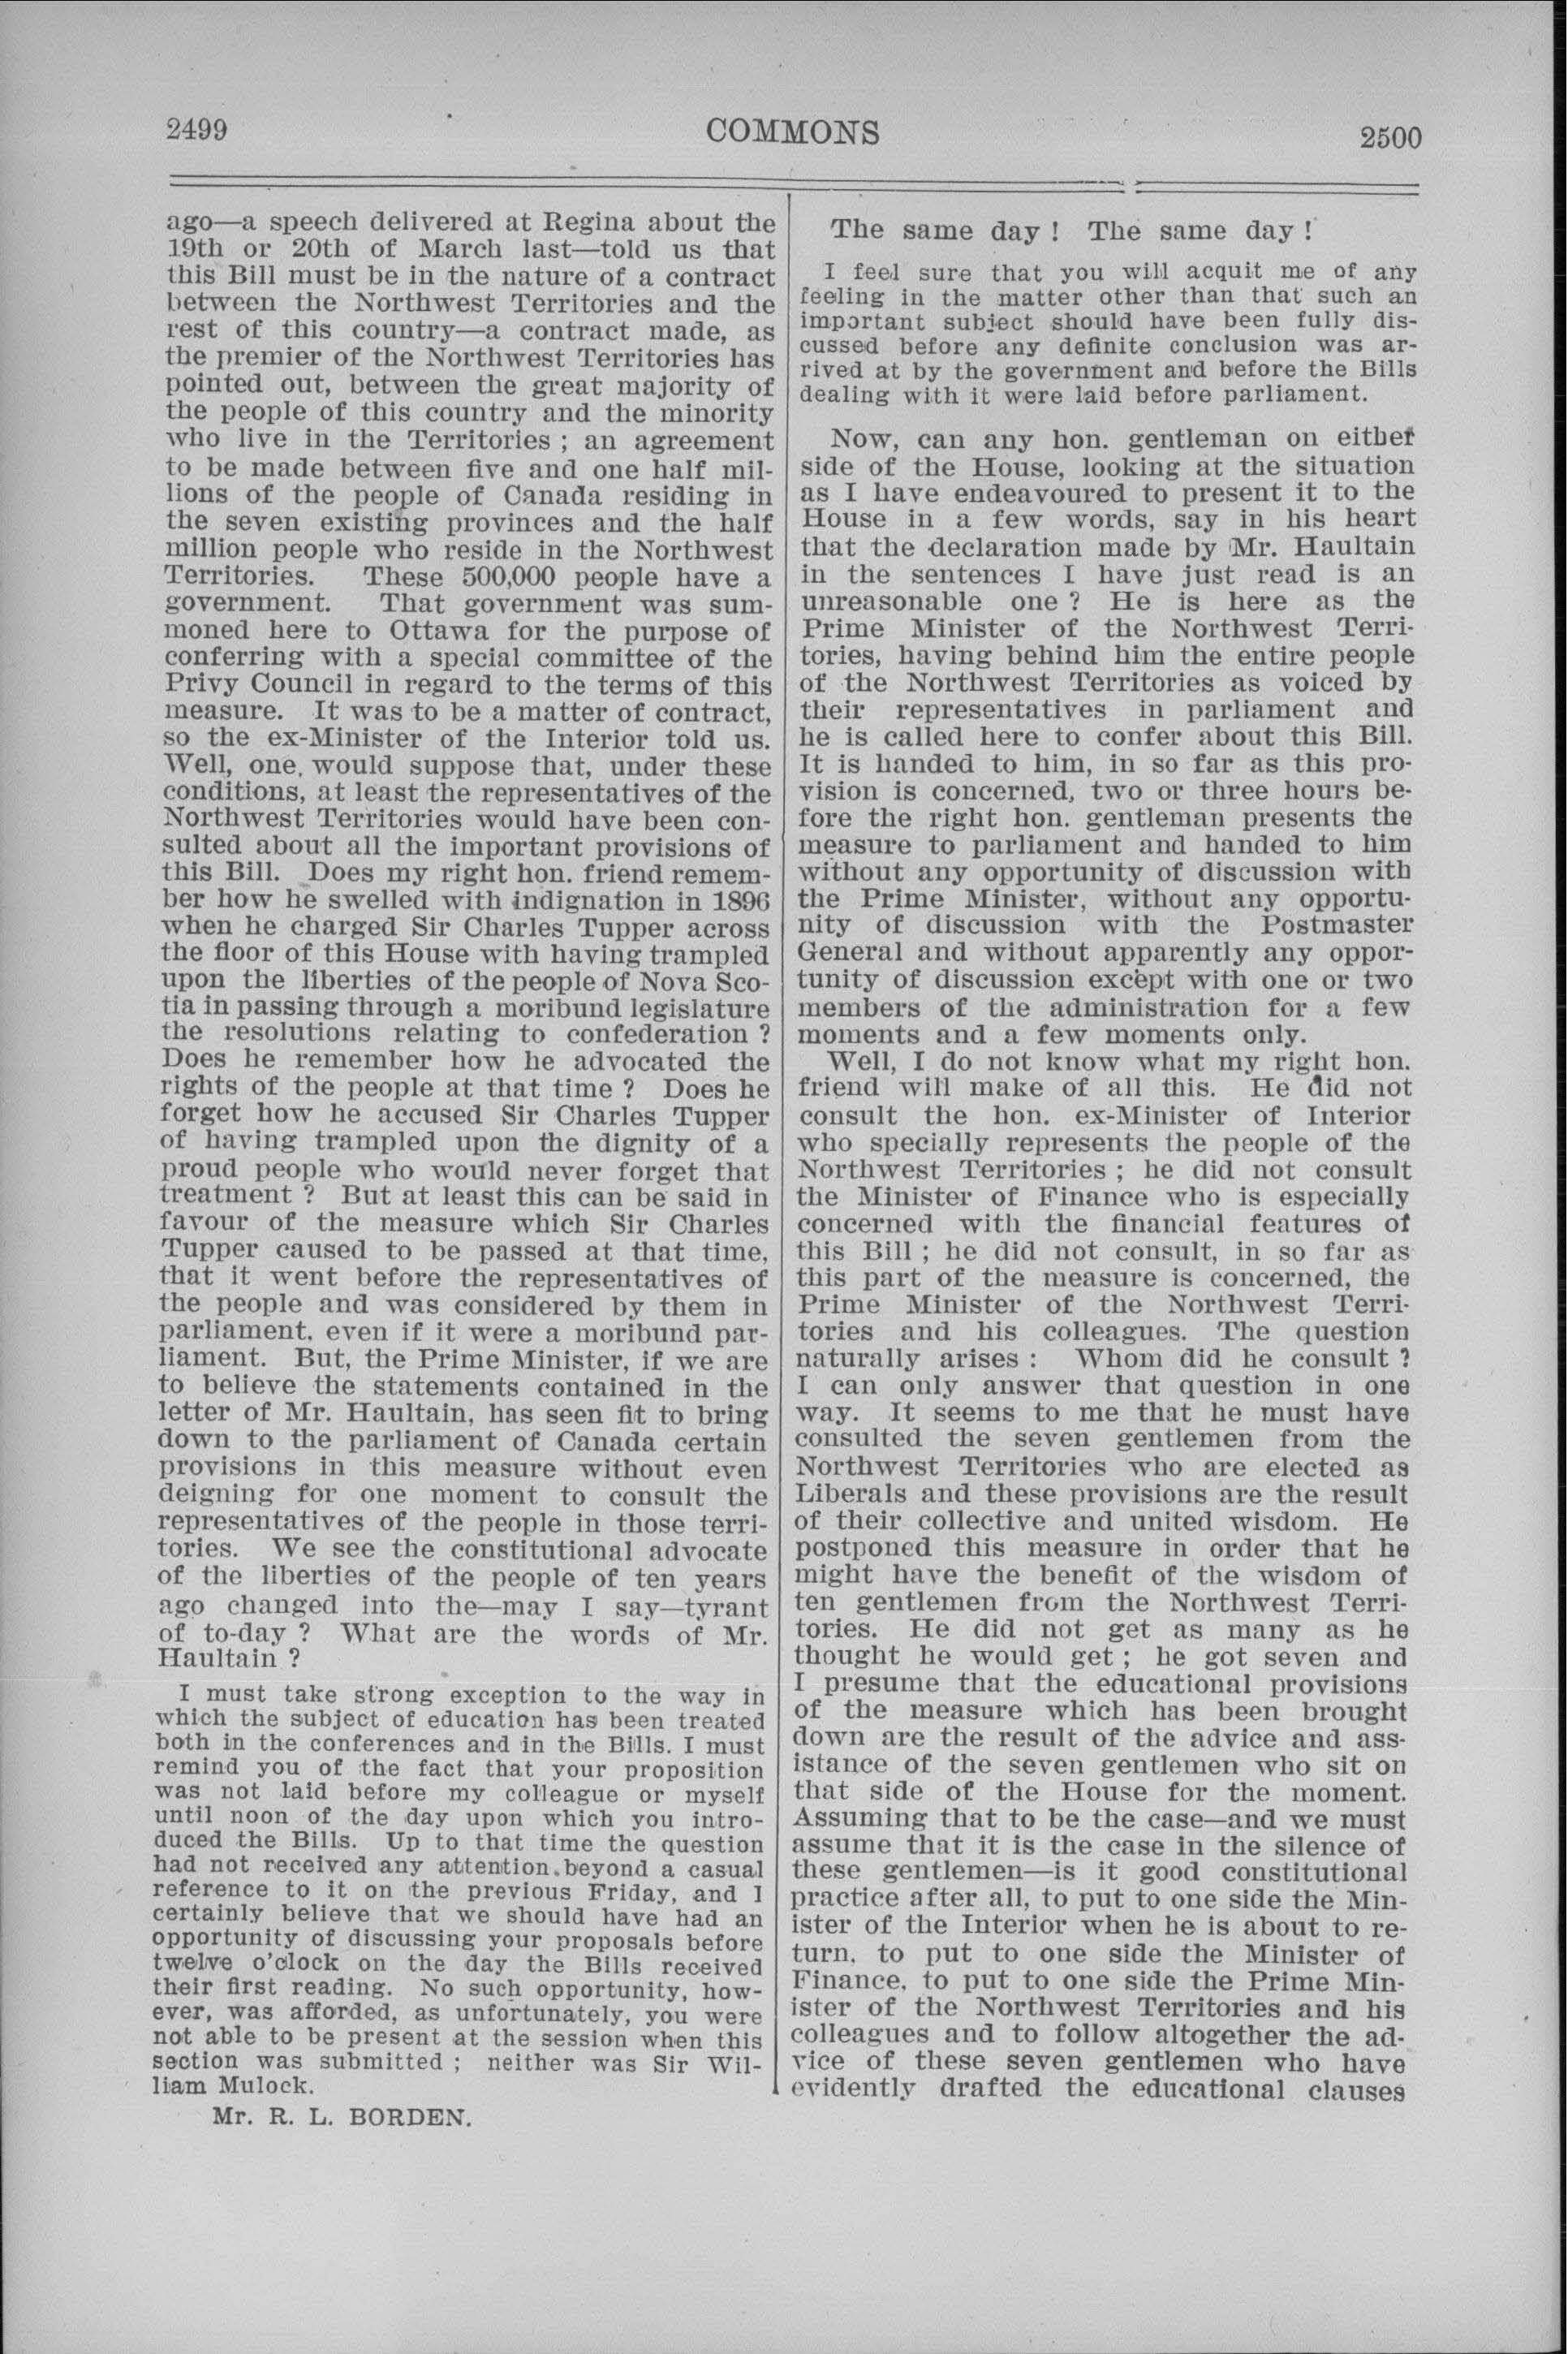 2499
COMMONS
2500
ago—a speech delivered at Regina about the
19th or 20th of March last—told us that
this Bill must be in the nature of a contract
between the Northwest Territories and the
rest of this country—a contract made, as
the premier of the Northwest Territories has
pointed out, between the great majority of
the people of this country and the minority
who live in the Territories ; an agreement
to be made between five and one half mil-
lions of the people of Canada residing in
the seven existing provinces and the half
million people who reside in the Northwest
Territories. These 500,000 people have a
government. That government was sum-
moned here to Ottawa for the purpose of
conferring with a special committee of the
Privy Council in regard to the terms of this
measure. It was to be a matter of contract,
so the ex-Minister of the Interior told us.
Well, one, would suppose that, under these
conditions, at least the representatives of the
Northwest Territories would have been con-
sulted about all the important provisions of
this Bill. Does my right hon. friend remem-
ber how he swelled with indignation in 1896
when he charged Sir Charles Tupper across
the floor of this House with having trampled
upon the liberties of the people of Nova Sco-
tia in passing through a moribund legislature
the resolutions relating to confederation ?
Does he remember how he advocated the
rights of the people at that time ? Does he
forget how he accused Sir Charles Tupper
of having trampled upon the dignity of a
proud people who would never forget that
treatment ? But at least this can be said in
favour of the measure which Sir Charles
Tupper caused to be passed at that time,
that it went before the representatives of
the people and was considered by them in
parliament, even if it were a moribund par-
liament. But, the Prime Minister, if we are
to believe the statements contained in the
letter of Mr. Haultain, has seen fit to bring
down to the parliament of Canada certain
provisions in this measure without even
deigning for one moment to consult the
representatives of the people in those terri-
tories. We see the constitutional advocate
of the liberties of the people of ten years
ago changed into the—may I say—tyrant
of to-day ? What are the words of Mr.
Haultain ?
I must take strong exception to the way in
which the subject of education has been treated
both in the conferences and in the Bills. I must
remind you of the fact that your proposition
was not laid before my colleague or myself
until noon of the day upon which you intro-
duced the Bills. Up to that time the question
had not received any attention beyond a casual
reference to it on the previous Friday, and I
certainly believe that we should have had an
opportunity of discussing your proposals before
twelve o'clock on the day the Bills received
their first reading. No such opportunity, how-
ever, was afforded, as unfortunately, you were
not able to be present at the session when this
section was submitted ; neither was Sir Wil-
liam Mulock.
Mr. R. L. BORDEN.
The same day ! The same day !
I feel sure that you will acquit me of any
feeling in the matter other than that such an
important subject should have been fully dis-
cussed before any definite conclusion was ar-
rived at by the government and before the Bills
dealing with it were laid before parliament.
Now, can any hon. gentleman on either
side of the House, looking at the situation
as I have endeavoured to present it to the
House in a few words, say in his heart
that the declaration made by Mr. Haultain
in the sentences I have just read is an
unreasonable one ? He is here as the
Prime Minister of the Northwest Terri-
tories, having behind him the entire people
of the Northwest Territories as voiced by
their representatives in parliament and
he is called here to confer about this Bill.
It is handed to him, in so far as this pro-
vision is concerned, two or three hours be-
fore the right hon. gentleman presents the
measure to parliament and handed to him
without any opportunity of discussion with
the Prime Minister, without any opportu-
nity of discussion with the Postmaster
General and without apparently any oppor-
tunity of discussion except with one or two
members of the administration for a few
moments and a few moments only.
Well, I do not know what my right hon.
friend will make of all this. He did not
consult the hon. ex-Minister of Interior
who specially represents the people of the
Northwest Territories ; he did not consult
the Minister of Finance who is especially
concerned with the financial features of
this Bill ; he did not consult, in so far as
this part of the measure is concerned, the
Prime Minister of the Northwest Terri-
tories and his colleagues. The question
naturally arises : Whom did he consult ?
I can only answer that question in one
way. It seems to me that he must have
consulted the seven gentlemen from the
Northwest Territories who are elected as
Liberals and these provisions are the result
of their collective and united wisdom. He
postponed this measure in order that he
might have the benefit of the wisdom of
ten gentlemen from the Northwest Terri-
tories. He did not get as many as he
thought he would get ; he got seven and
I presume that the educational provisions
of the measure which has been brought
down are the result of the advice and ass-
istance of the seven gentlemen who sit on
that side of the House for the moment.
Assuming that to be the case—and we must
assume that it is the case in the silence of
these gentlemen—is it good constitutional
practice after all, to put to one side the Min-
ister of the Interior when he is about to re-
turn, to put to one side the Minister of
Finance, to put to one side the Prime Min-
ister of the Northwest Territories and his
colleagues and to follow altogether the ad-
vice of these seven gentlemen who have
evidently drafted the educational clauses